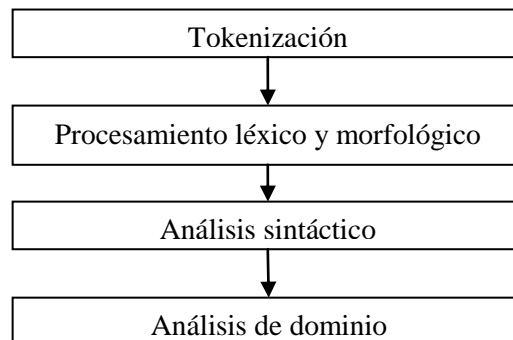 Tokenización
Procesamiento léxico y morfológico
Análisis sintáctico
Análisis de dominio